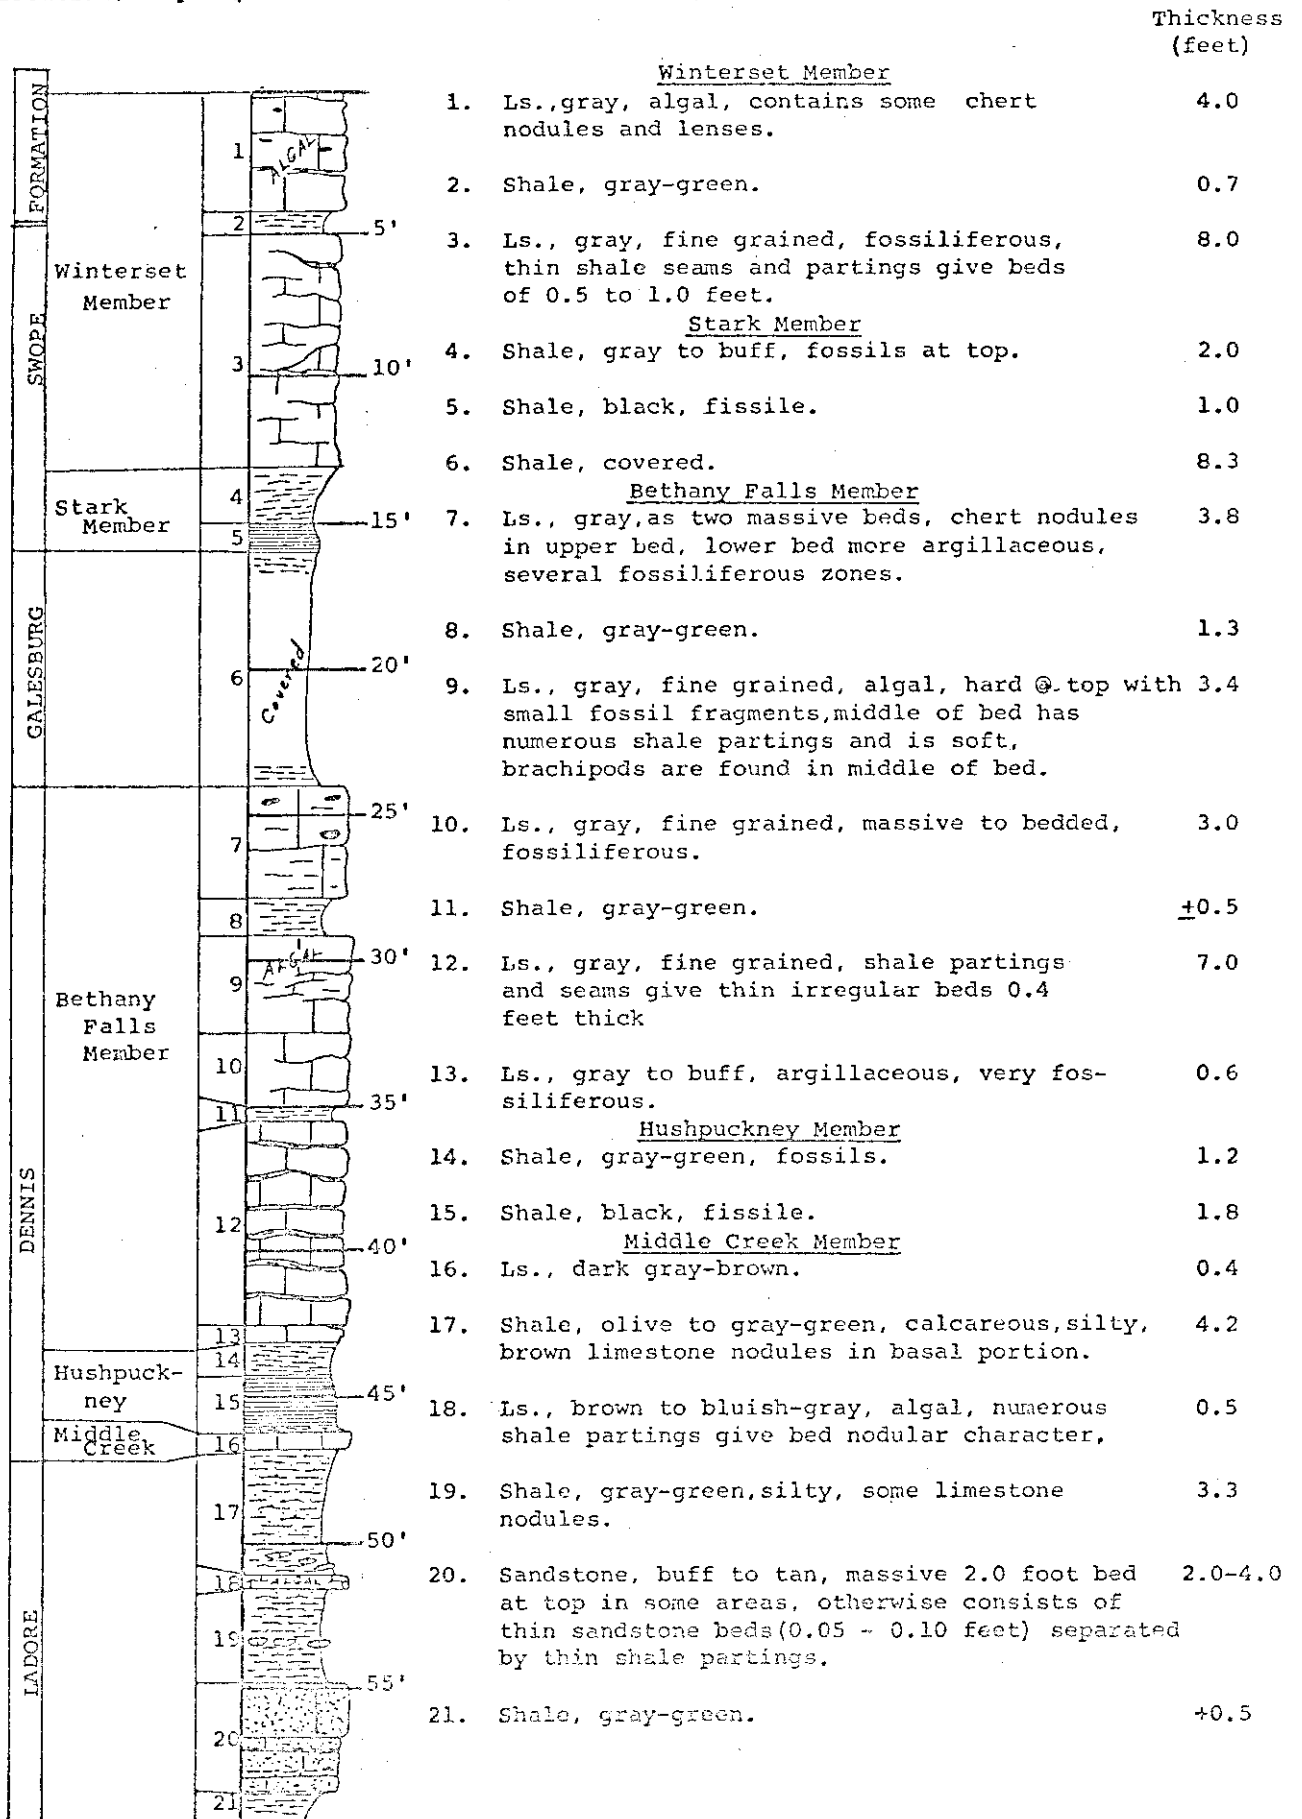 Thickness
(feet)
Winterset Member
1. Ls.,gray, algal, contains some chert 4.0
nodules and lenses.
2. Shale, gray-green. 0.7
3. Ls., gray, fine grained, fossiliferous, 8.0
thin shale seams and partings give beds
of 0.5 to 1.0 feet.
Stark Member
4. Shale, gray to buff, fossils at top. 2.0
5. Shale, black, fissile. 1.0
6. Shale, covered. 8.3
Bethany Falls Member
7. Ls., gray,as two massive beds, chert nodules 3.8
in upper bed, lower bed more argillaceous,
several fossiliferous zones.
8. Shale, gray-green. 1.3
9. Ls., gray, fine grained, algal, hard @ top with 3.4
small fossil fragments,middle of bed has
numerous shale partings and is soft,
brachipods are found in middle of bed.
10. Ls., gray, fine grained, massive to bedded, 3.0
fossiliferous.
11. Shale, gray-green. ±0.5
12. Ls., gray, fine grained, shale partings 7.0
and seams give thin irregular beds 0.4
feet thick
13. Ls., gray to buff, argillaceous, very fos- 0.6
siliferous.
Hushpuckney Member
14. Shale, gray-green, fossils. 1.2
15. Shale, black, fissile. 1.8
Middle Creek Member
16. Ls., dark gray-brown. 0.4
17. Shale, olive to gray-green, calcareous,silty, 4.2
brown limestone nodules in basal portion.
18. Ls., brown to bluish-gray, algal, numerous 0.5
shale partings give bed nodular character,
19. Shale, gray-green,silty, some limestone 3.3
nodules.
20. Sandstone, buff to tan, massive 2.0 foot bed 2.0-4.0
at top in some areas, otherwise consists of
thin sandstone beds(0.05 - 0.10 feet) separated
by thin shale partings.
21. Shale, gray-green. +0.5
FORMATION
SWOPE
GALESBURG
DENNIS
LADORE
Winterset
Member
Stark
Member
Bethany
Falls
Member
Hushpuck-
ney
Middle
Creek
1
2
3
4
5
6
7
8
9
10
11
12
13
14
15
16
17
18
19
20
21
ALGAL
Covered
ALGAL
5'
10'
15'
20'
25'
30'
35'
40'
45'
50'
55'